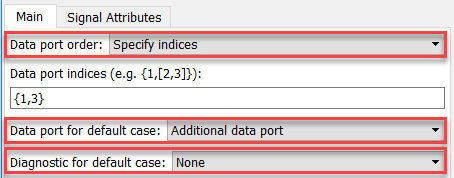 Main Signal Attributes
Data port order: Specify indices
Data port indices (e.g. {1,[2,3]}):
{1,3}
Data port for default case: Additional data port
Diagnostic for default case: None